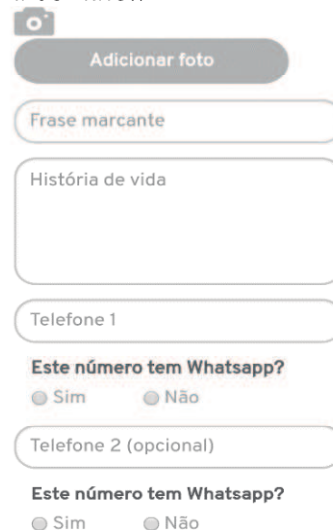 Adicionar foto
Frase marcante
História de vida
Telefone 1
Este número tem Whatsapp?
Sim Não
Telefone 2 (opcional)
Este número tem Whatsapp?
Sim Não